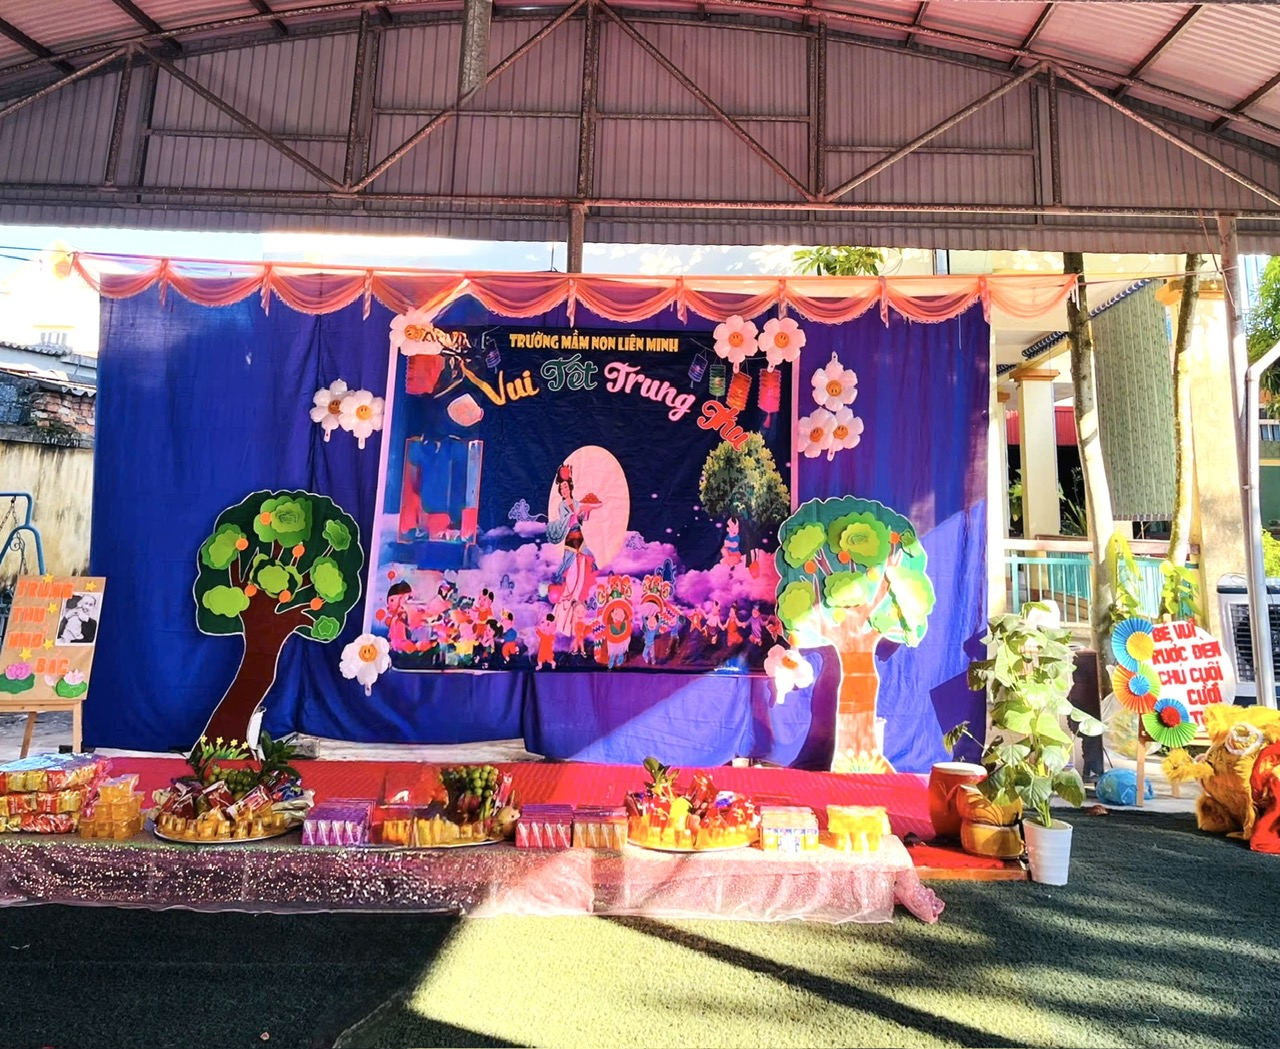 TRƯỜNG MẦM NON LIÊN MINH
Vui Tết Trung Thu
TRUNG
THU
NHỚ
BÁC
BÉ VUI
RƯỚC ĐÈN
CHÚ CUỘI
CƯỜI